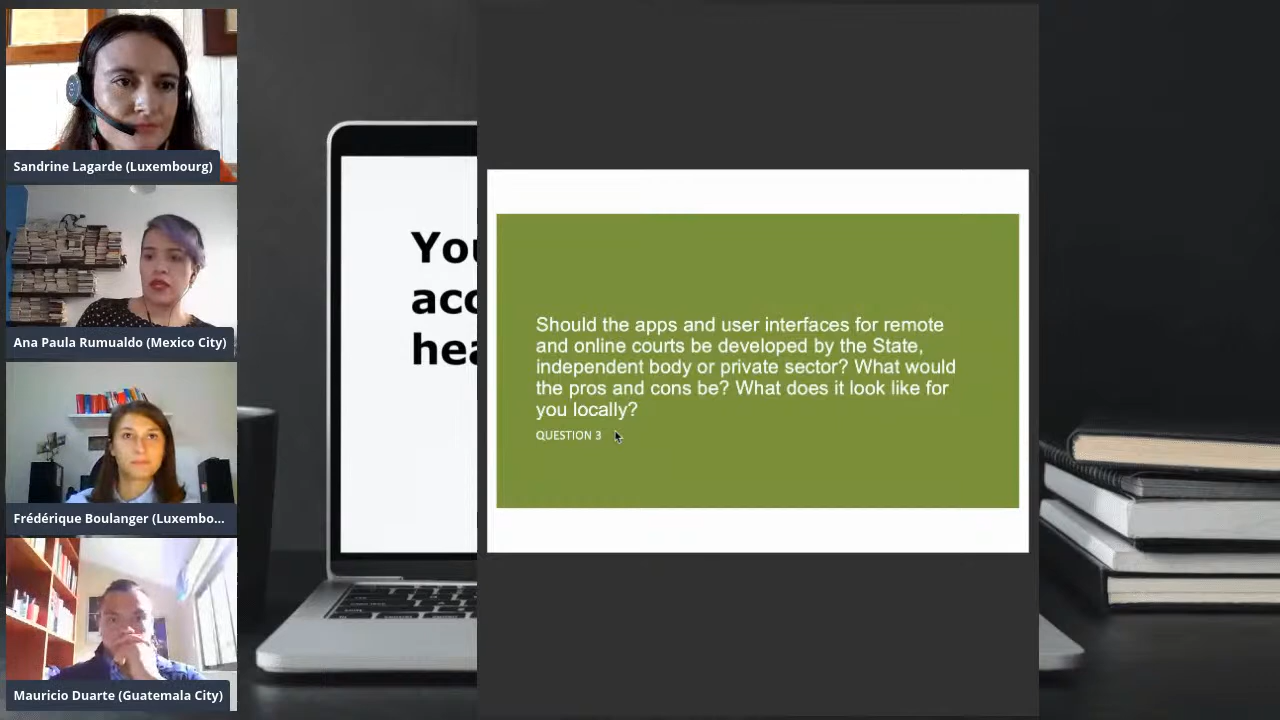 Sandrine Lagarde (Luxembourg)
Ana Paula Rumualdo (Mexico City)
Frédérique Boulanger (Luxembo...
Mauricio Duarte (Guatemala City)
You
acc
hea
Should the apps and user interfaces for remote
and online courts be developed by the State,
independent body or private sector? What would
the pros and cons be? What does it look like for
you locally?
QUESTION 3